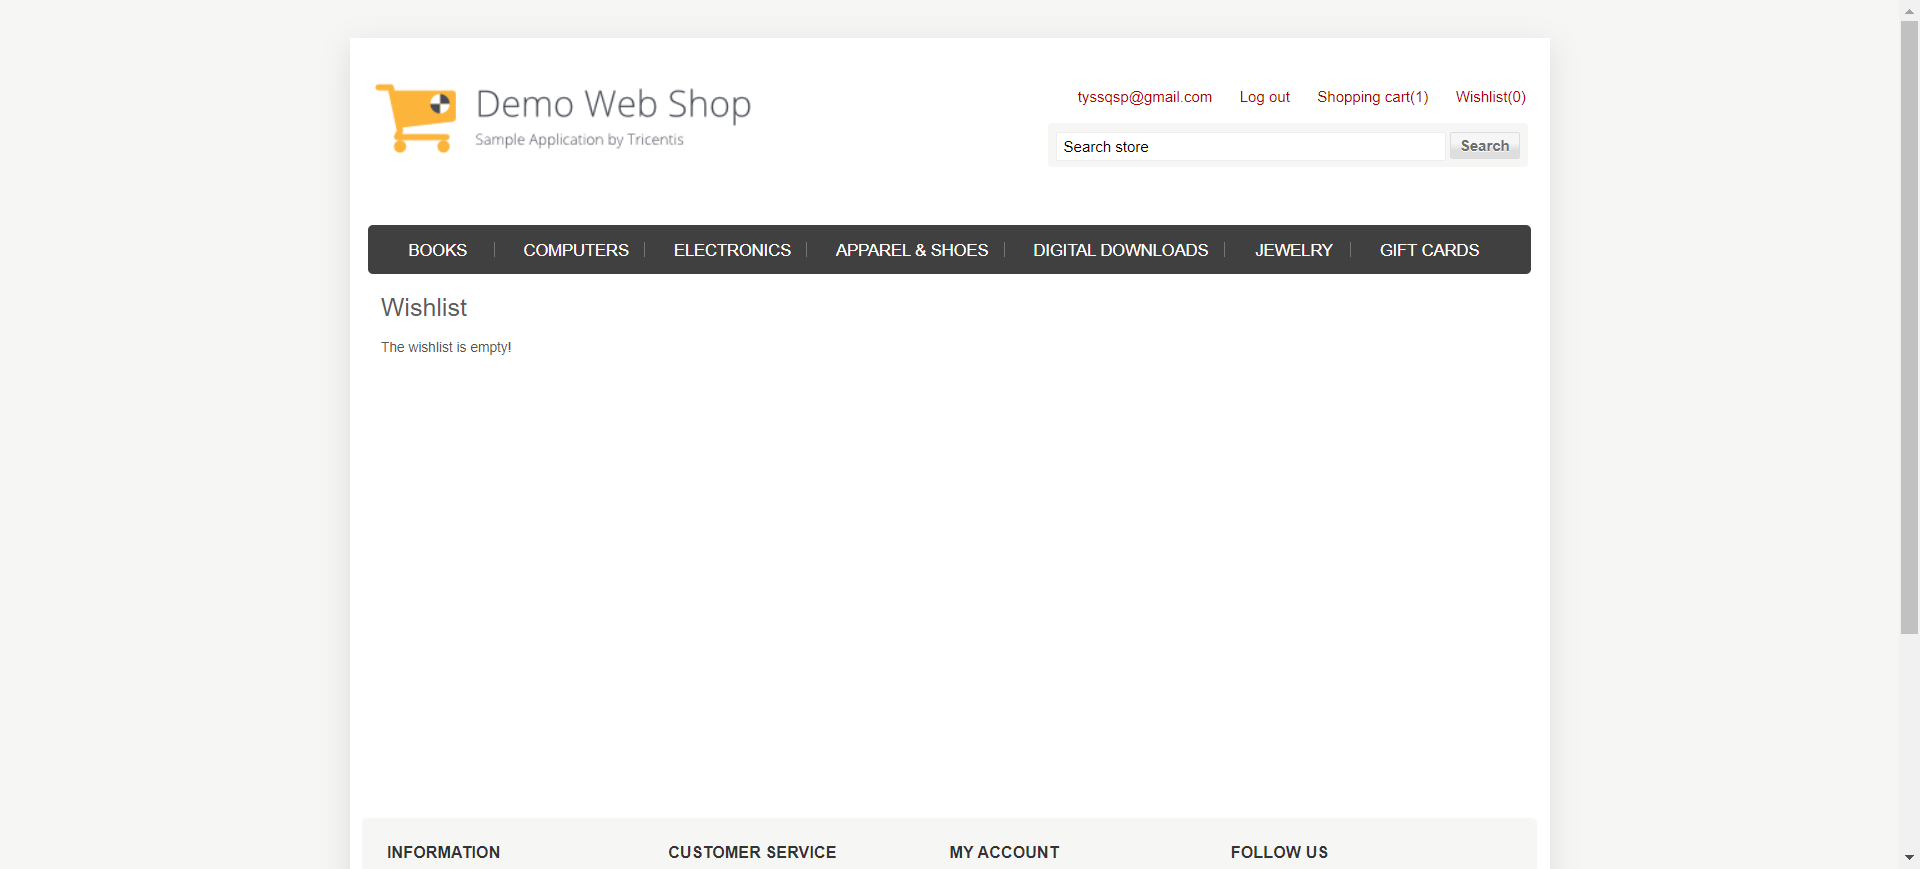 Demo Web Shop
Sample Application by Tricentis
tyssqsp@gmail.com Log out Shopping cart(1) Wishlist(0)
Search store Search
BOOKS COMPUTERS ELECTRONICS APPAREL & SHOES DIGITAL DOWNLOADS JEWELRY GIFT CARDS
Wishlist
The wishlist is empty!
INFORMATION CUSTOMER SERVICE MY ACCOUNT FOLLOW US